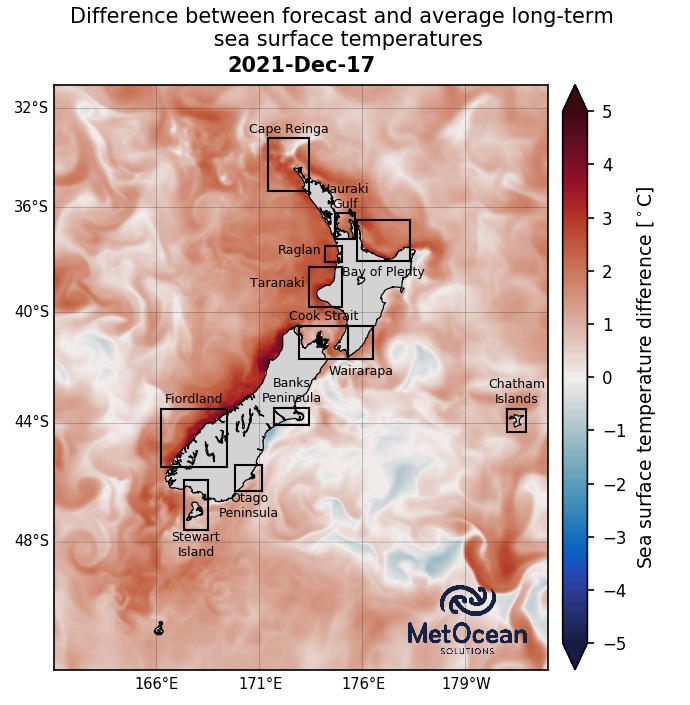 Difference between forecast and average long-term
sea surface temperatures
2021-Dec-17
32°S
36°S
40°S
44°S
48°S
166°E
171°E
176°E
179°W
Cape Reinga
Hauraki
Gulf
Raglan
Bay of Plenty
Taranaki
Cook Strait
Wairarapa
Banks
Peninsula
Fiordland
Chatham
Islands
Otago
Peninsula
Stewart
Island
MetOcean
SOLUTIONS
5
4
3
2
1
0
−1
−2
−3
−4
−5
Sea surface temperature difference [°C]